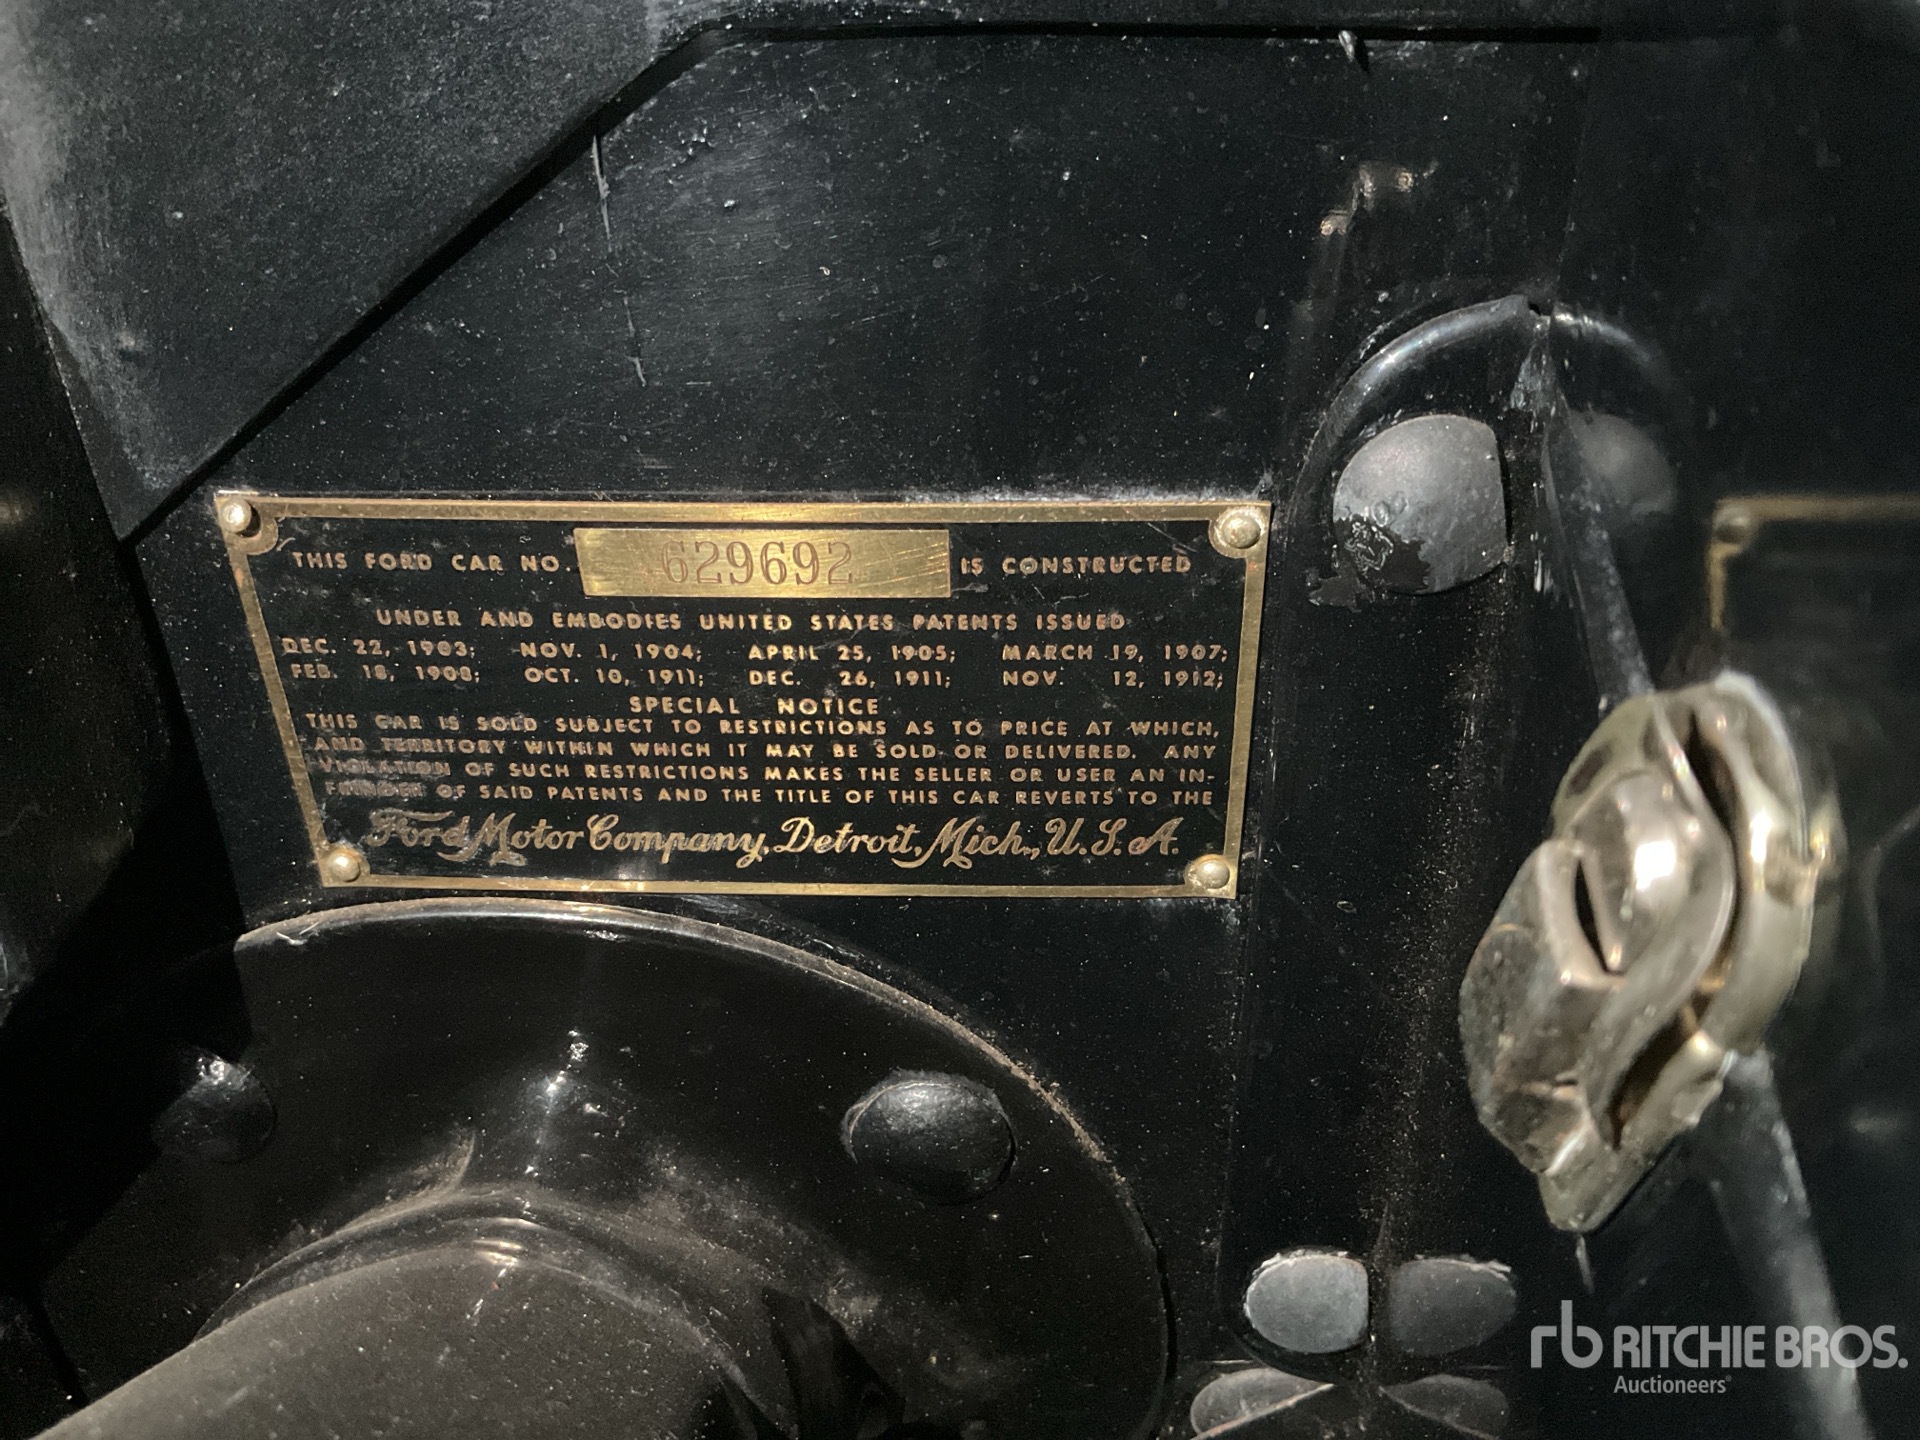 THIS FORD CAR NO. 629692 IS CONSTRUCTED
UNDER AND EMBODIES UNITED STATES PATENTS ISSUED
DEC. 22, 1903; NOV. 1, 1904; APRIL 25, 1905; MARCH 19, 1907;
FEB. 18, 1908; OCT. 10, 1911; DEC. 26, 1911; NOV. 12, 1912;
SPECIAL NOTICE
THIS CAR IS SOLD SUBJECT TO RESTRICTIONS AS TO PRICE AT WHICH,
AND TERRITORY WITHIN WHICH IT MAY BE SOLD OR DELIVERED. ANY
VIOLATION OF SUCH RESTRICTIONS MAKES THE SELLER OR USER AN IN-
FRINGER OF SAID PATENTS AND THE TITLE OF THIS CAR REVERTS TO THE
Ford Motor Company, Detroit, Mich., U.S.A.
rb RITCHIE BROS.
Auctioneers®